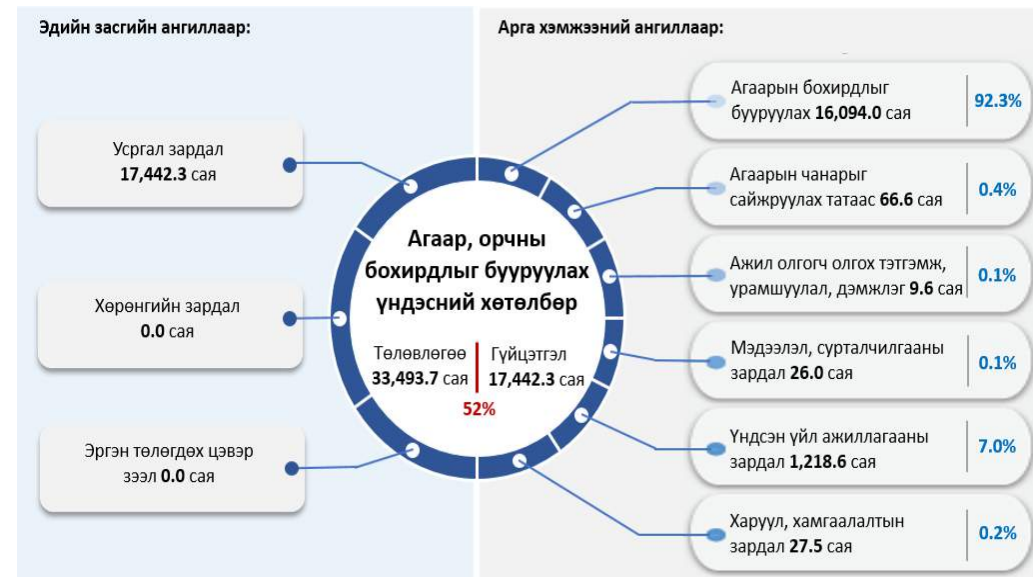 Эдийн засгийн ангиллаар:
Арга хэмжээний ангиллаар:
Усргал зардал
17,442.3 сая
Хөрөнгийн зардал
0.0 сая
Эргэн төлөгдөх цэвэр
зээл 0.0 сая
Агаар, орчны
бохирдлыг бууруулах
үндэсний хөтөлбөр
Төлөвлөгөө
33,493.7 сая
Гүйцэтгэл
17,442.3 сая
52%
Агаарын бохирдлыг
бууруулах 16,094.0 сая
92.3%
Агаарын чанарыг
сайжруулах татаас 66.6 сая
0.4%
Ажил олгогч олгох тэтгэмж,
урамшуулал, дэмжлэг 9.6 сая
0.1%
Мэдээлэл, сурталчилгааны
зардал 26.0 сая
0.1%
Үндсэн үйл ажиллагааны
зардал 1,218.6 сая
7.0%
Харуул, хамгаалалтын
зардал 27.5 сая
0.2%